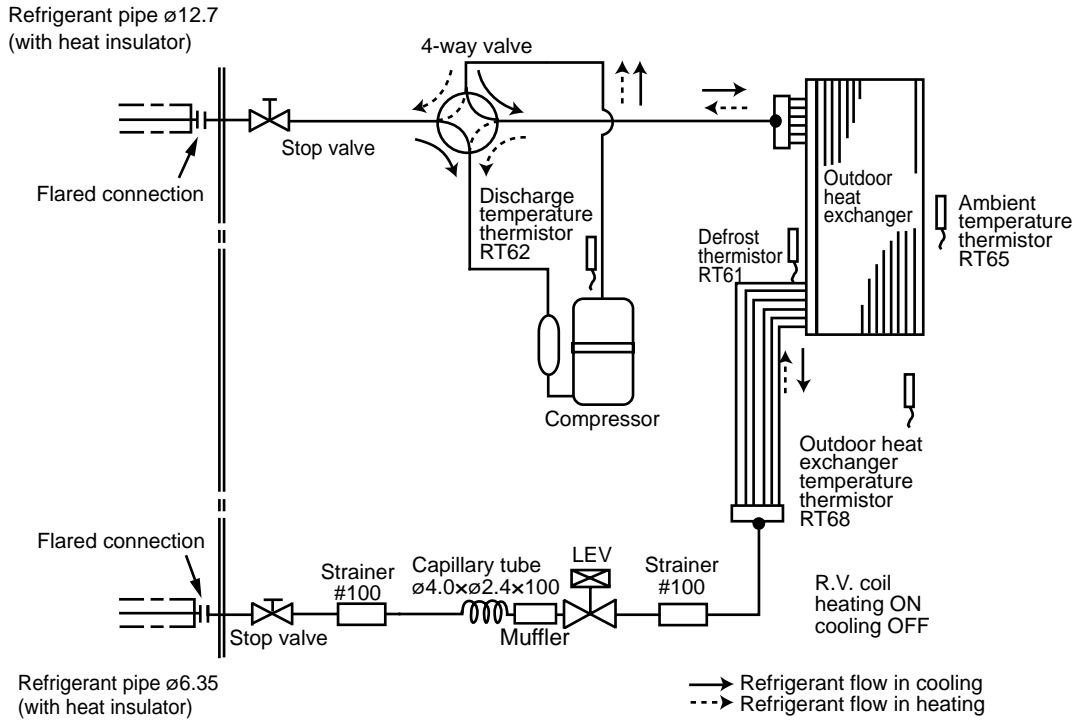 Refrigerant pipe ø12.7
(with heat insulator)
4-way valve
Stop valve
Flared connection
Discharge
temperature
thermistor
RT62
Outdoor
heat
exchanger
Ambient
temperature
thermistor
RT65
Defrost
thermistor
RT61
Compressor
Outdoor heat
exchanger
temperature
thermistor
RT68
Flared connection
Strainer
#100
Capillary tube
ø4.0×ø2.4×100
LEV
Strainer
#100
R.V. coil
heating ON
cooling OFF
Stop valve
Muffler
Refrigerant pipe ø6.35
(with heat insulator)
Refrigerant flow in cooling
Refrigerant flow in heating